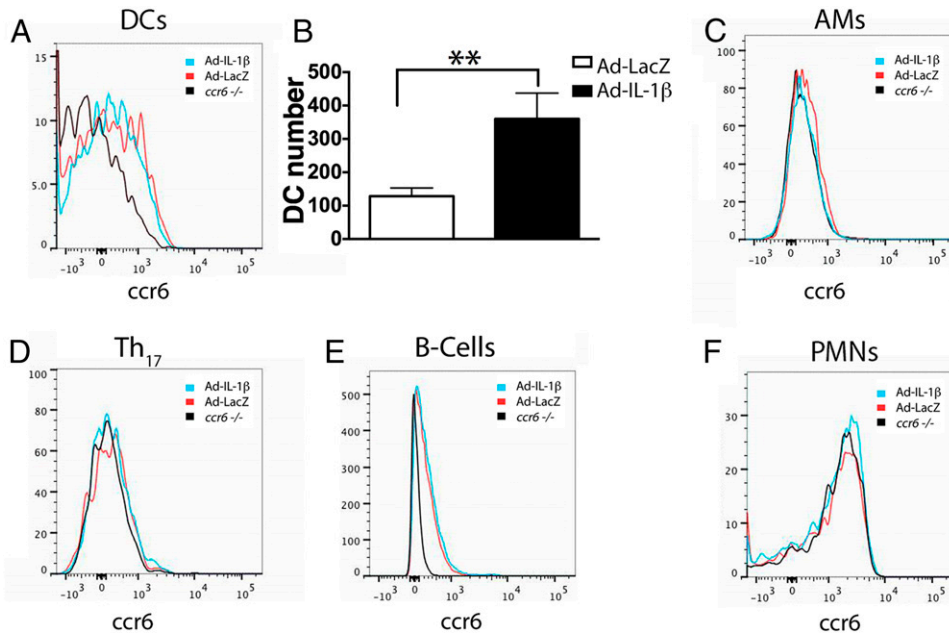 A
DCs
Ad-IL-1β
Ad-LacZ
ccr6 -/-
15
10
5.0
0
-10³ 0 10³ 10⁴ 10⁵
ccr6
B
**
Ad-LacZ
Ad-IL-1β
DC number
500
400
300
200
100
0
C
AMs
Ad-IL-1β
Ad-LacZ
ccr6 -/-
100
80
60
40
20
0
-10³ 0 10³ 10⁴ 10⁵
ccr6
D
Th₁₇
Ad-IL-1β
Ad-LacZ
ccr6 -/-
100
80
60
40
20
0
-10³ 0 10³ 10⁴ 10⁵
ccr6
E
B-Cells
Ad-IL-1β
Ad-LacZ
ccr6 -/-
500
400
300
200
100
0
-10³ 0 10³ 10⁴ 10⁵
ccr6
F
PMNs
Ad-IL-1β
Ad-LacZ
ccr6 -/-
30
20
10
0
-10³ 0 10³ 10⁴ 10⁵
ccr6